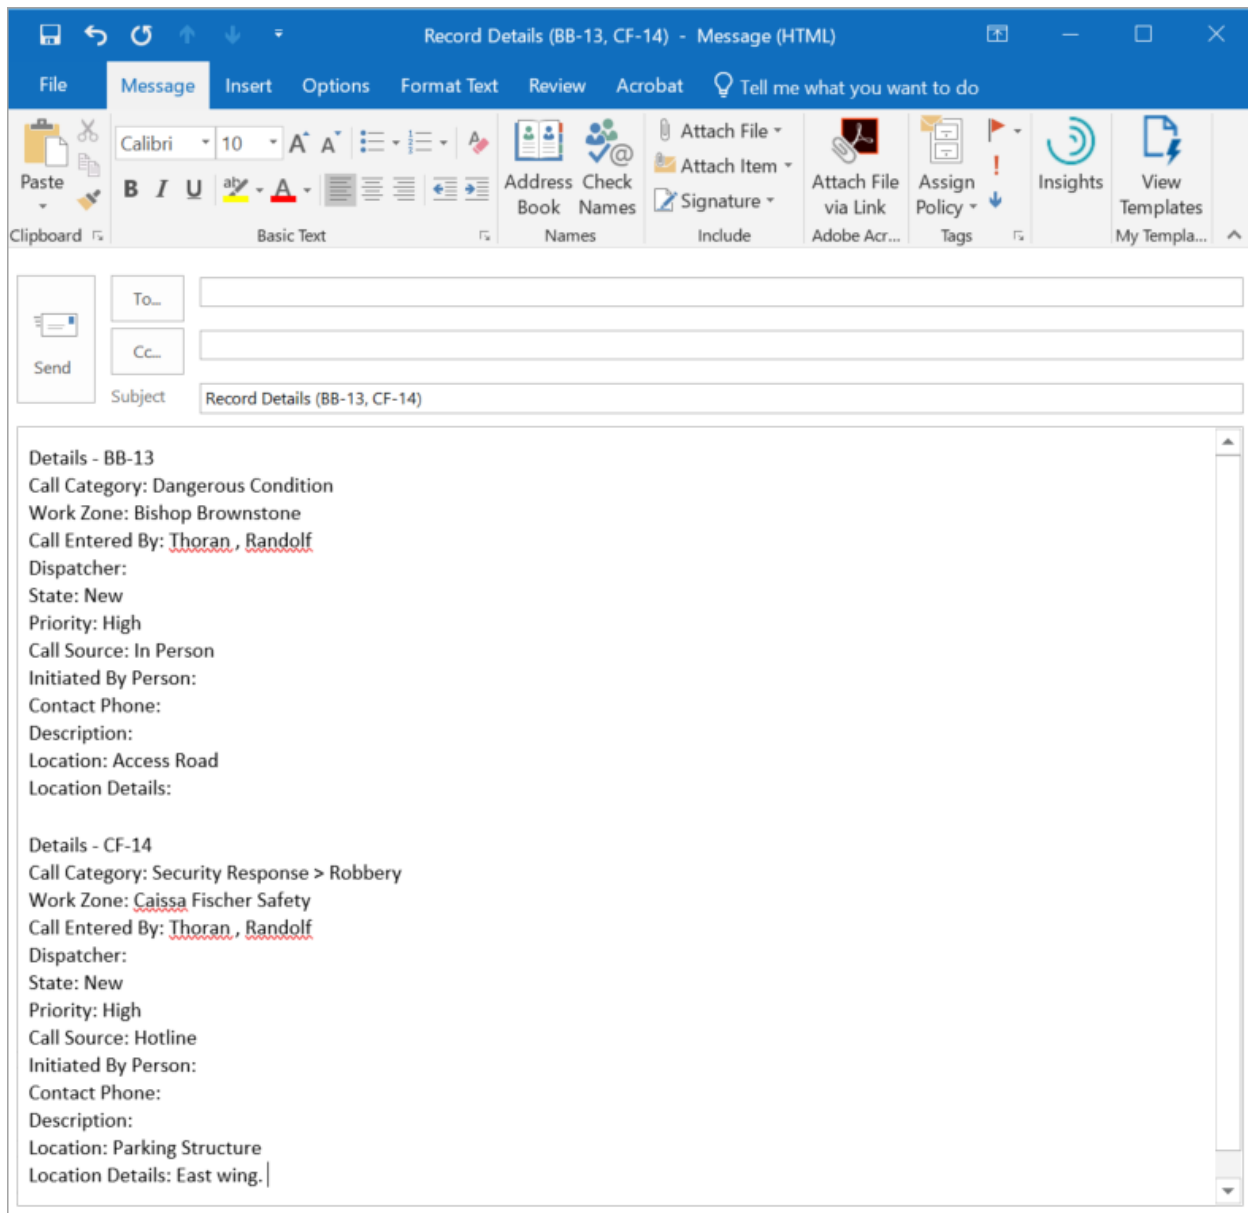 Record Details (BB-13, CF-14) - Message (HTML)
File Message Insert Options Format Text Review Acrobat Tell me what you want to do
Calibri 10 Attach File
Attach Item
Paste Address Book Check Names Signature Attach File via Link Assign Policy Insights View Templates
Clipboard Basic Text Names Include Adobe Acr... Tags My Templa...
To...
Cc...
Send
Subject Record Details (BB-13, CF-14)
Details - BB-13
Call Category: Dangerous Condition
Work Zone: Bishop Brownstone
Call Entered By: Thoran , Randolf
Dispatcher:
State: New
Priority: High
Call Source: In Person
Initiated By Person:
Contact Phone:
Description:
Location: Access Road
Location Details:
Details - CF-14
Call Category: Security Response > Robbery
Work Zone: Caissa Fischer Safety
Call Entered By: Thoran , Randolf
Dispatcher:
State: New
Priority: High
Call Source: Hotline
Initiated By Person:
Contact Phone:
Description:
Location: Parking Structure
Location Details: East wing.